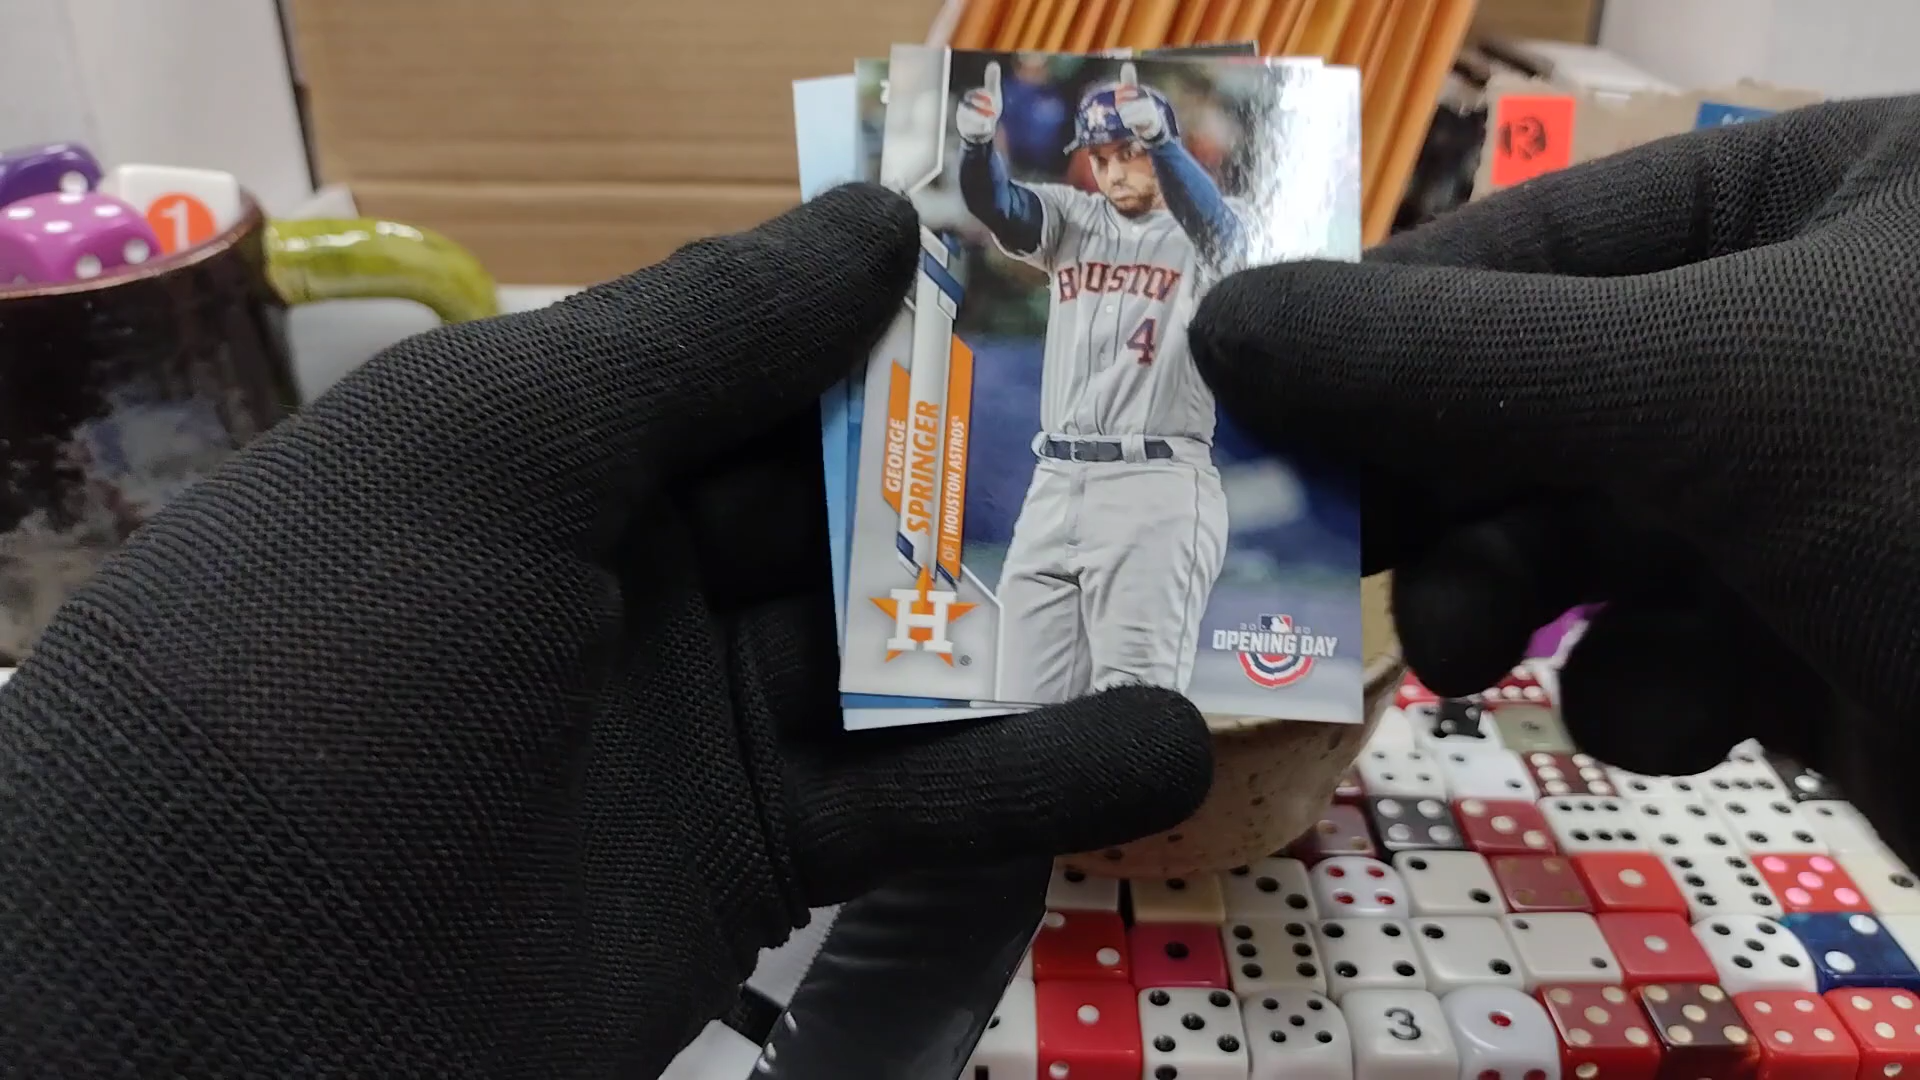 HOUSTON
4
GEORGE
SPRINGER
OF | HOUSTON ASTROS®
H
®
OPENING DAY
1
R
3